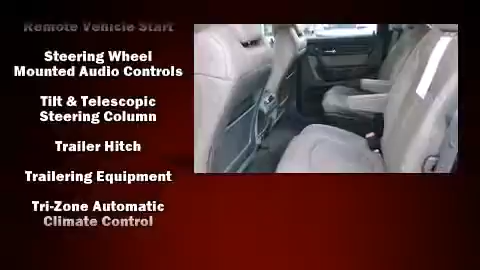 Remote Vehicle Start
Steering Wheel
Mounted Audio Controls
Tilt & Telescopic
Steering Column
Trailer Hitch
Trailering Equipment
Tri-Zone Automatic
Climate Control